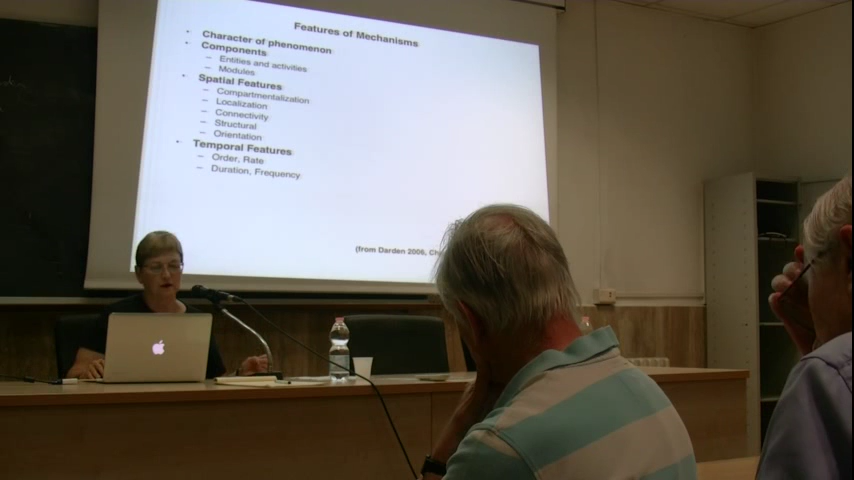 Features of Mechanisms
• Character of phenomenon
• Components
– Entities and activities
– Modules
• Spatial Features
– Compartmentalization
– Localization
– Connectivity
– Structural
– Orientation
• Temporal Features
– Order, Rate
– Duration, Frequency
(from Darden 2006,